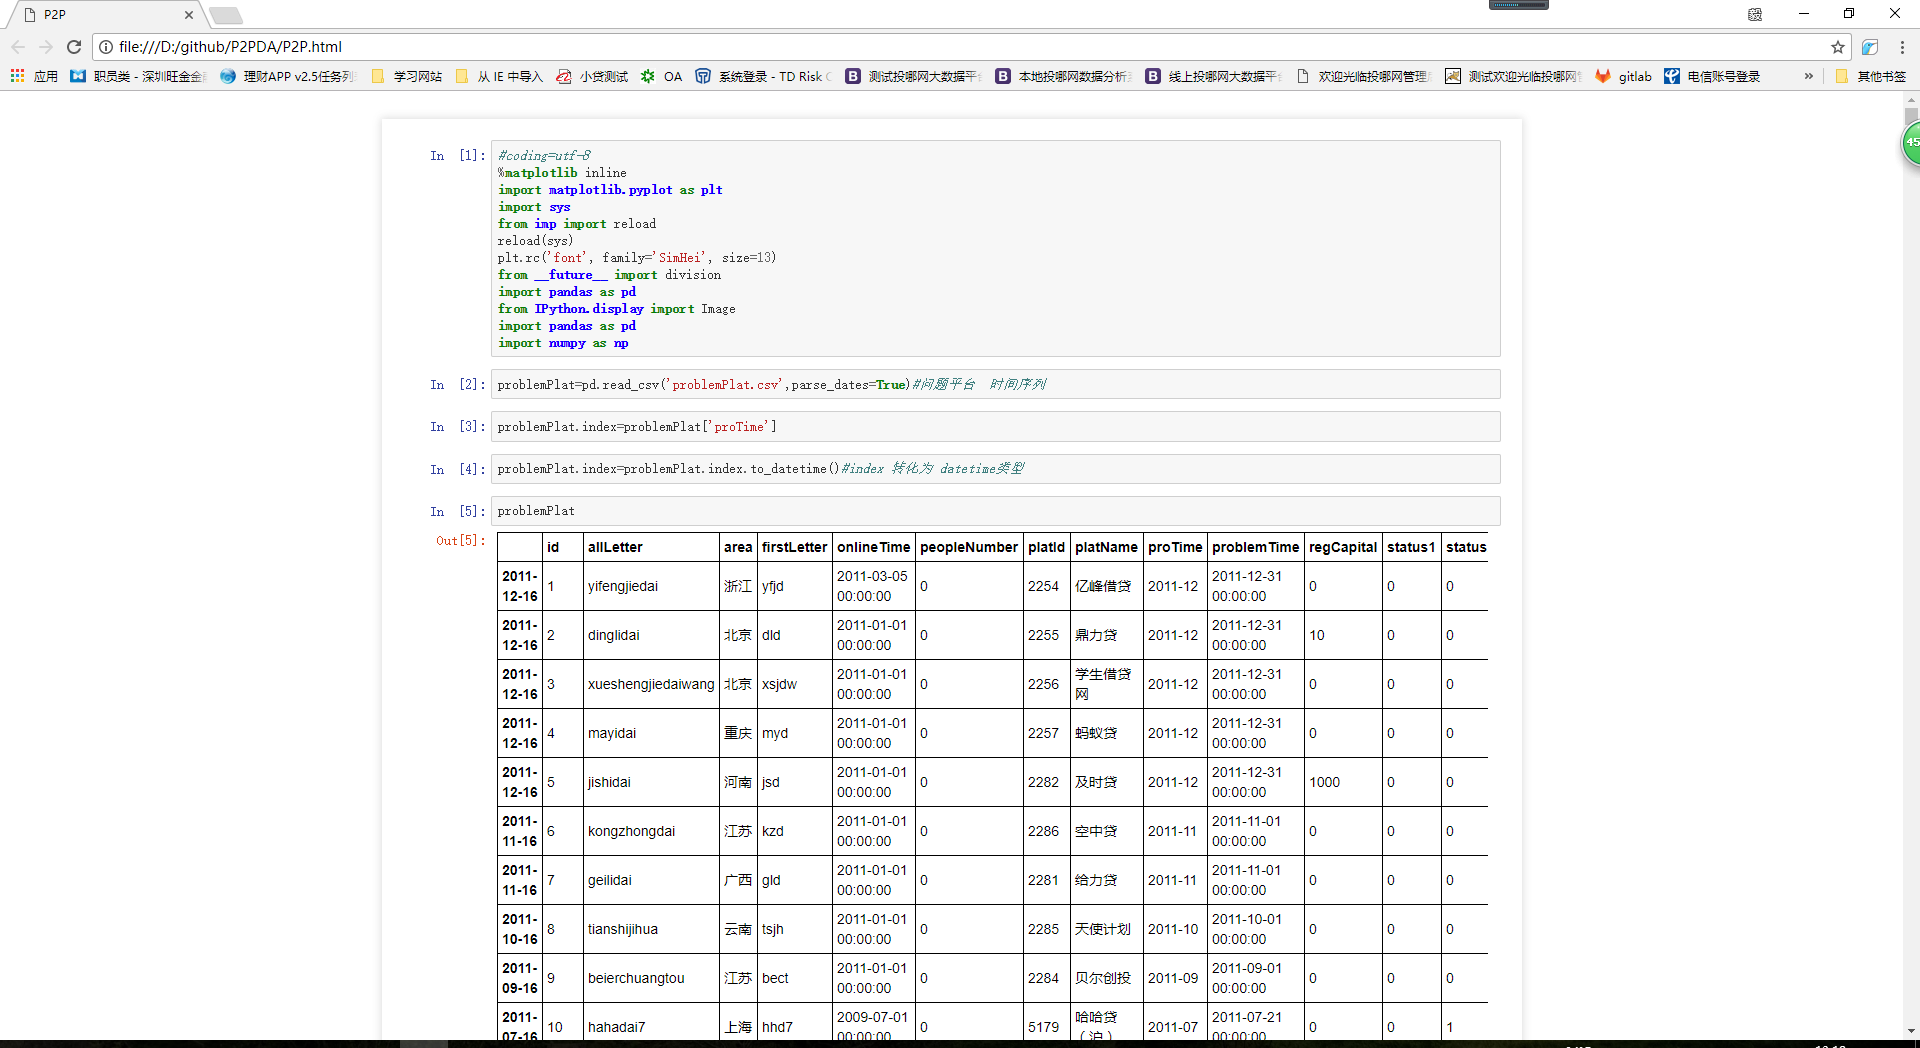 P2P
file:///D:/github/P2PDA/P2P.html
应用 职员类 - 深圳旺金金融 理财APP v2.5任务列表 学习网站 从 IE 中导入 小贷测试 OA 系统登录 - TD Risk 测试投哪网大数据平台 本地投哪网数据分析 线上投哪网大数据平台 欢迎光临投哪网管理 测试欢迎光临投哪网 gitlab 电信账号登录 » 其他书签
45
In [1]: #coding=utf-8
%matplotlib inline
import matplotlib.pyplot as plt
import sys
from imp import reload
reload(sys)
plt.rc('font', family='SimHei', size=13)
from __future__ import division
import pandas as pd
from IPython.display import Image
import pandas as pd
import numpy as np
In [2]: problemPlat=pd.read_csv('problemPlat.csv',parse_dates=True)#问题平台  时间序列
In [3]: problemPlat.index=problemPlat['proTime']
In [4]: problemPlat.index=problemPlat.index.to_datetime()#index 转化为 datetime类型
In [5]: problemPlat
Out[5]:
id allLetter area firstLetter onlineTime peopleNumber platId platName proTime problemTime regCapital status1 status
2011-12-16 1 yifengjiedai 浙江 yfjd 2011-03-05 00:00:00 0 2254 亿峰借贷 2011-12 2011-12-31 00:00:00 0 0 0
2011-12-16 2 dinglidai 北京 dld 2011-01-01 00:00:00 0 2255 鼎力贷 2011-12 2011-12-31 00:00:00 10 0 0
2011-12-16 3 xueshengjiedaiwang 北京 xsjdw 2011-01-01 00:00:00 0 2256 学生借贷网 2011-12 2011-12-31 00:00:00 0 0 0
2011-12-16 4 mayidai 重庆 myd 2011-01-01 00:00:00 0 2257 蚂蚁贷 2011-12 2011-12-31 00:00:00 0 0 0
2011-12-16 5 jishidai 河南 jsd 2011-01-01 00:00:00 0 2282 及时贷 2011-12 2011-12-31 00:00:00 1000 0 0
2011-11-16 6 kongzhongdai 江苏 kzd 2011-01-01 00:00:00 0 2286 空中贷 2011-11 2011-11-01 00:00:00 0 0 0
2011-11-16 7 geilidai 广西 gld 2011-01-01 00:00:00 0 2281 给力贷 2011-11 2011-11-01 00:00:00 0 0 0
2011-10-16 8 tianshijihua 云南 tsjh 2011-01-01 00:00:00 0 2285 天使计划 2011-10 2011-10-01 00:00:00 0 0 0
2011-09-16 9 beierchuangtou 江苏 bect 2011-01-01 00:00:00 0 2284 贝尔创投 2011-09 2011-09-01 00:00:00 0 0 0
2011-07-16 10 hahadai7 上海 hhd7 2009-07-01 00:00:00 0 5179 哈哈贷（沪） 2011-07 2011-07-21 00:00:00 0 0 1